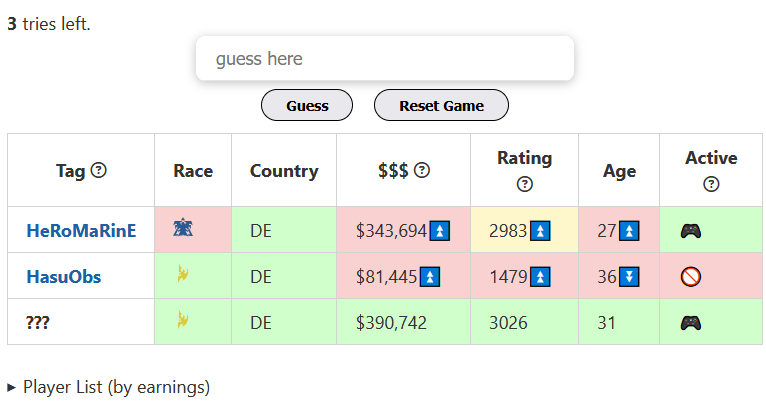 3 tries left.
guess here
Guess Reset Game
Tag Race Country $$$ Rating Age Active
HeRoMaRinE DE $343,694 2983 27
HasuObs DE $81,445 1479 36
??? DE $390,742 3026 31
▸ Player List (by earnings)